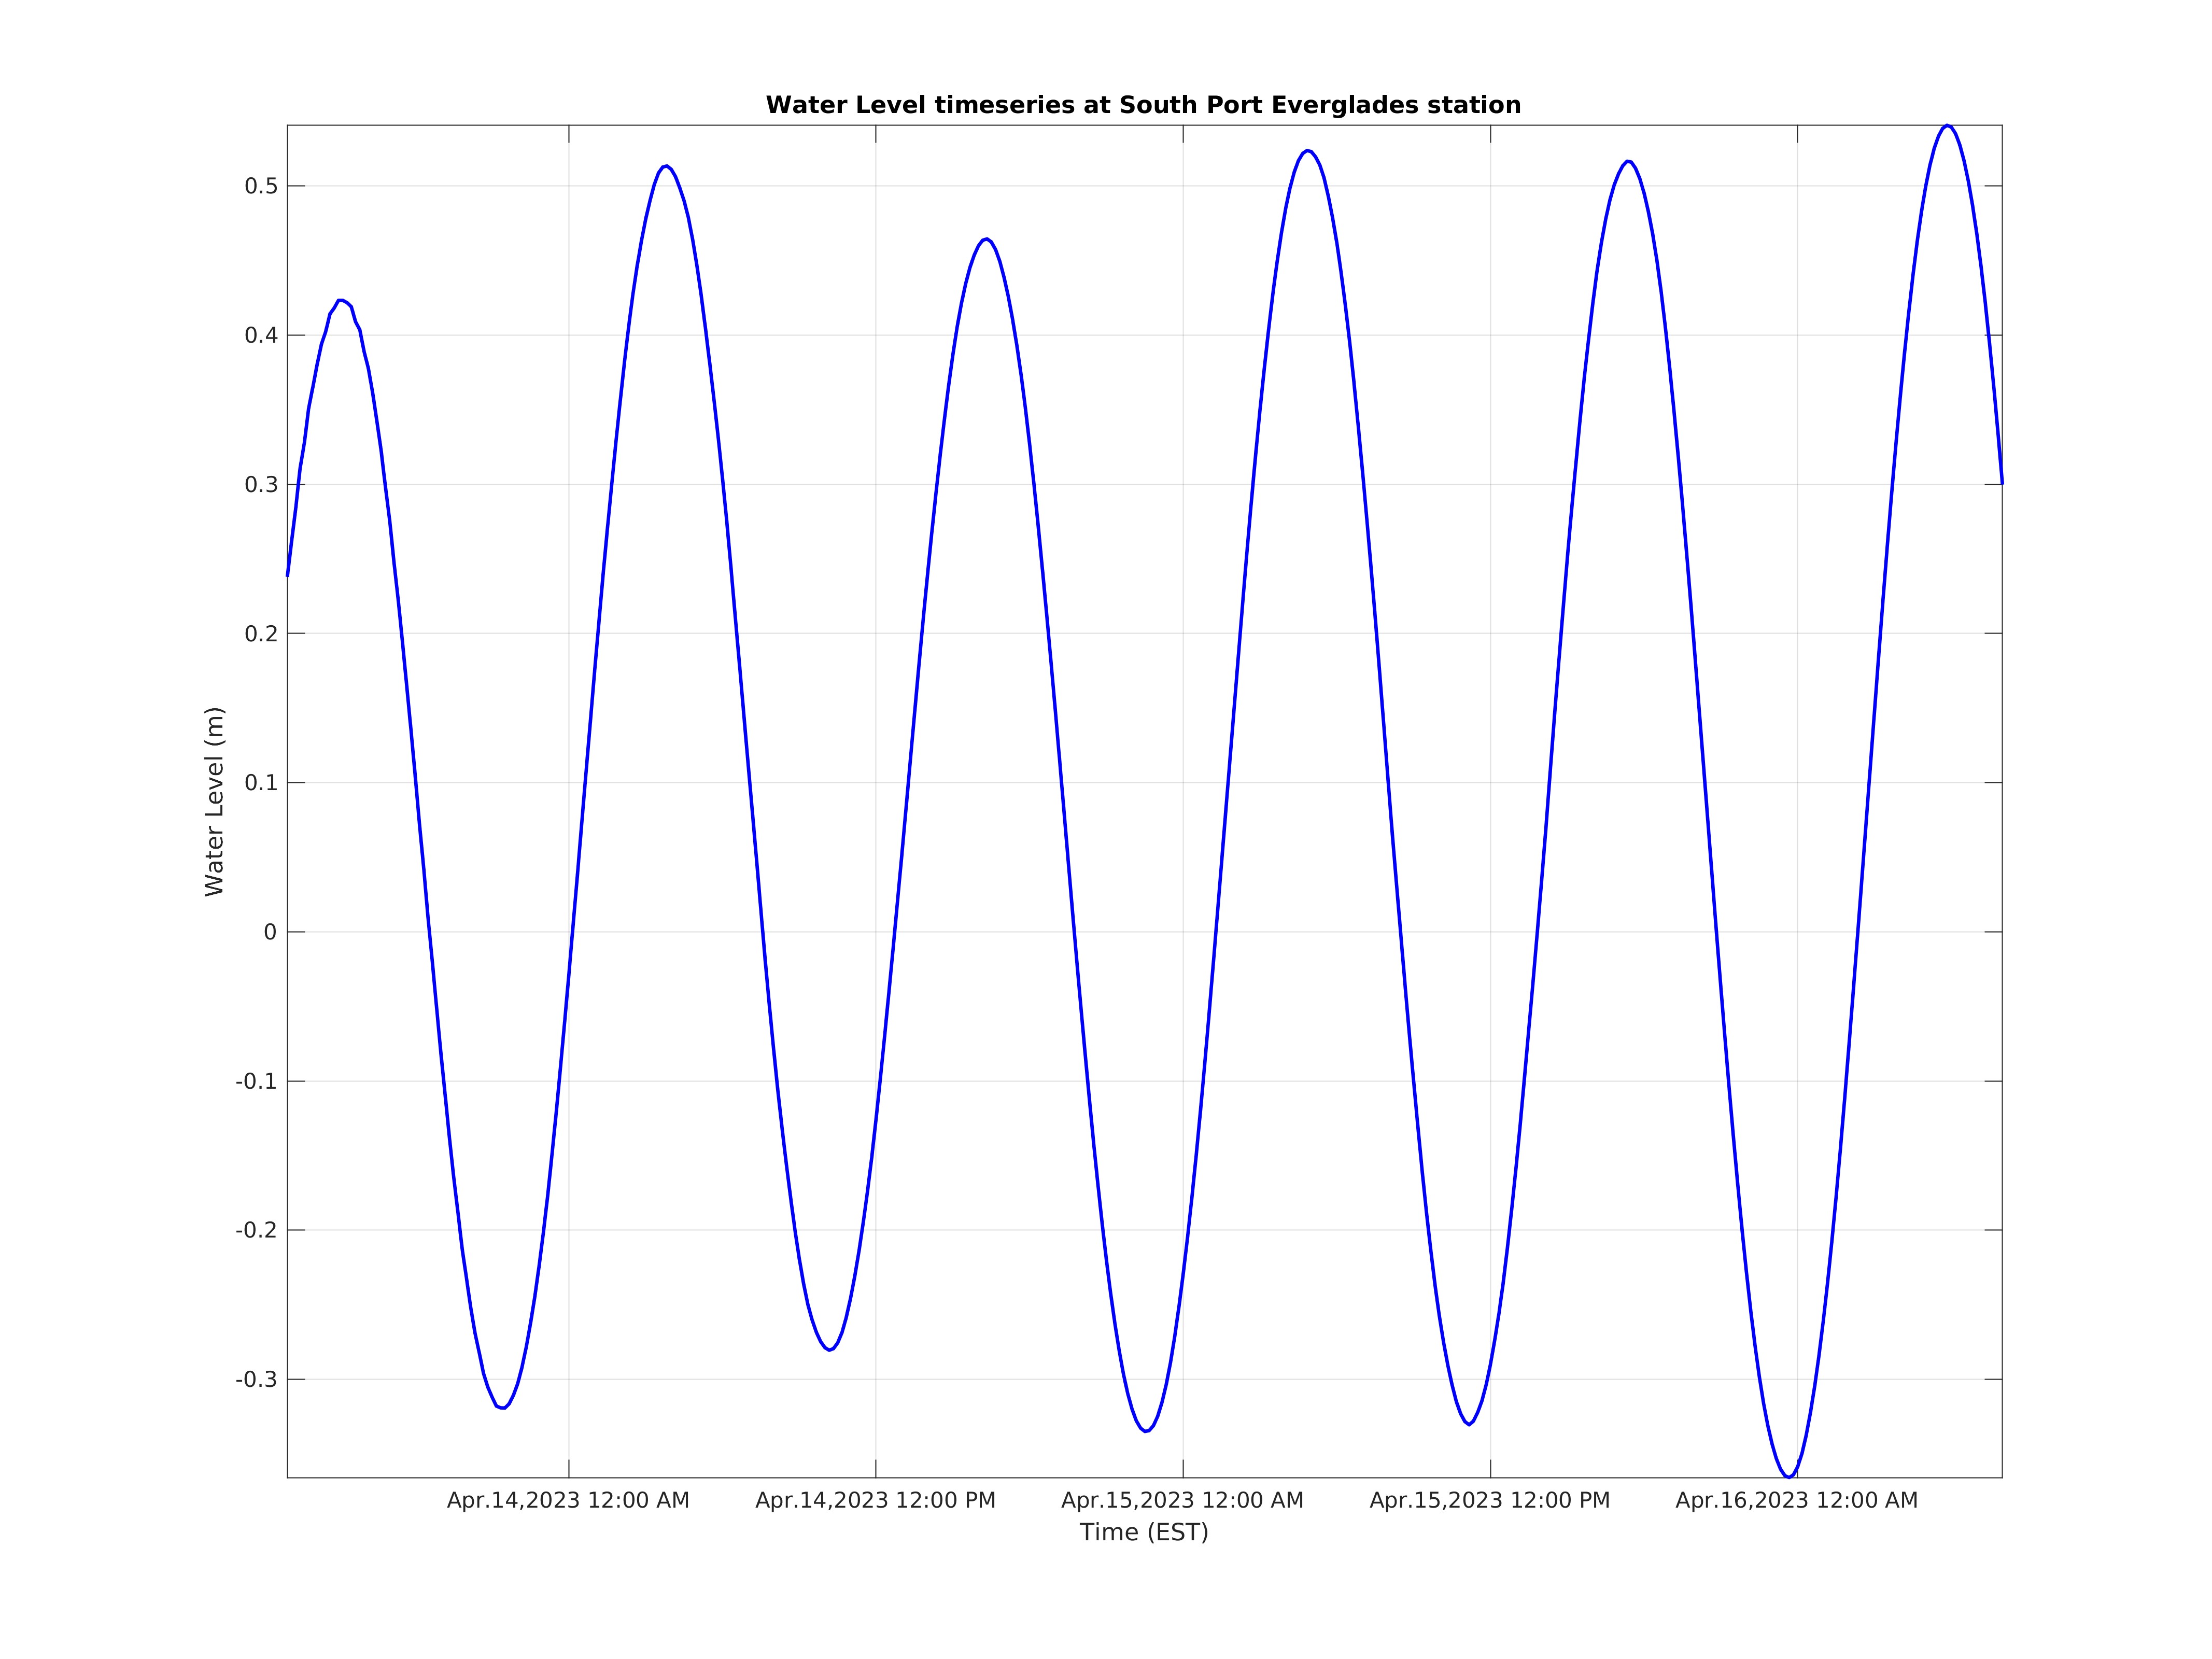 Water Level timeseries at South Port Everglades station
0.5
0.4
0.3
0.2
0.1
0
-0.1
-0.2
-0.3
Water Level (m)
Apr.14,2023 12:00 AM
Apr.14,2023 12:00 PM
Apr.15,2023 12:00 AM
Apr.15,2023 12:00 PM
Apr.16,2023 12:00 AM
Time (EST)